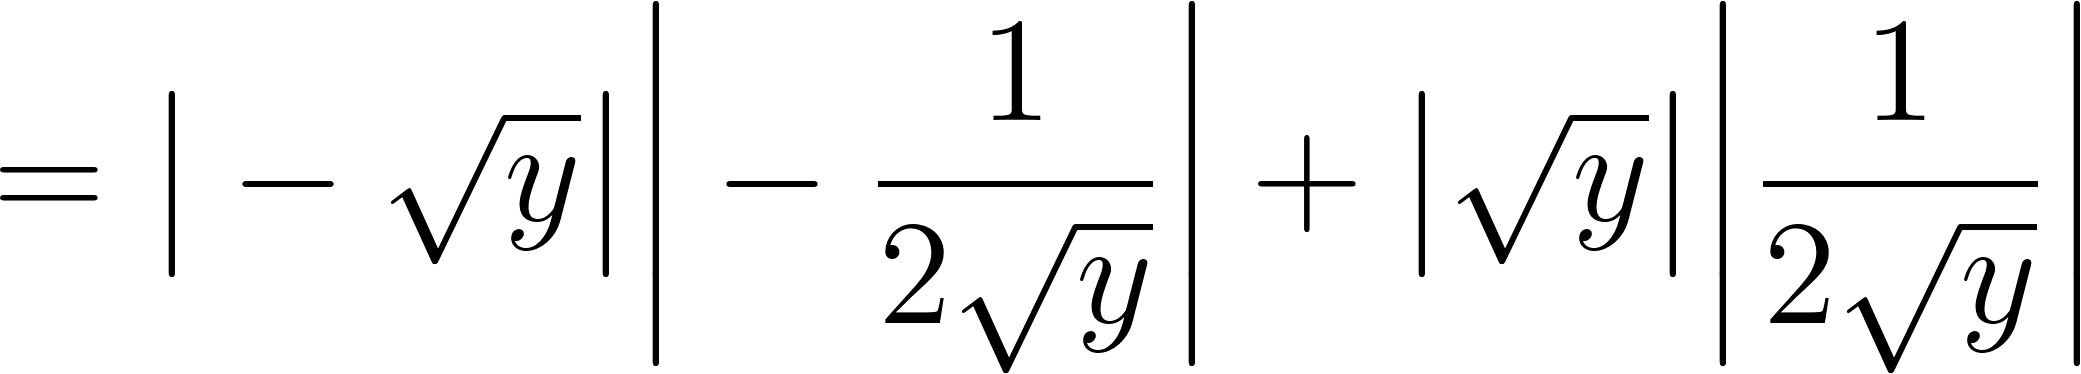 = | − √y| | − 1/(2√y) | + |√y| | 1/(2√y) |